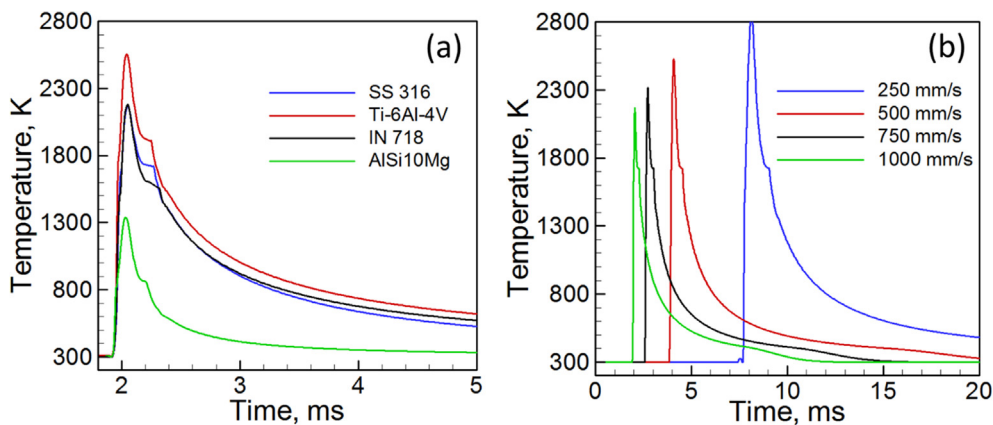 2800
2300
1800
1300
800
300
Temperature, K
(a)
SS 316
Ti-6Al-4V
IN 718
AlSi10Mg
2 3 4 5
Time, ms
2800
2300
1800
1300
800
300
Temperature, K
(b)
250 mm/s
500 mm/s
750 mm/s
1000 mm/s
0 5 10 15 20
Time, ms